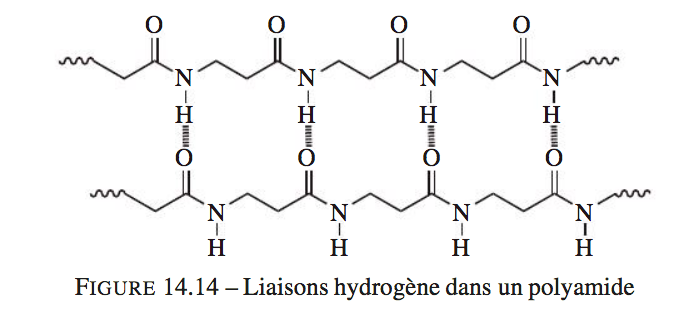 O O O O
N N N N
H H H H
O O O O
N N N N
H H H H
FIGURE 14.14 – Liaisons hydrogène dans un polyamide